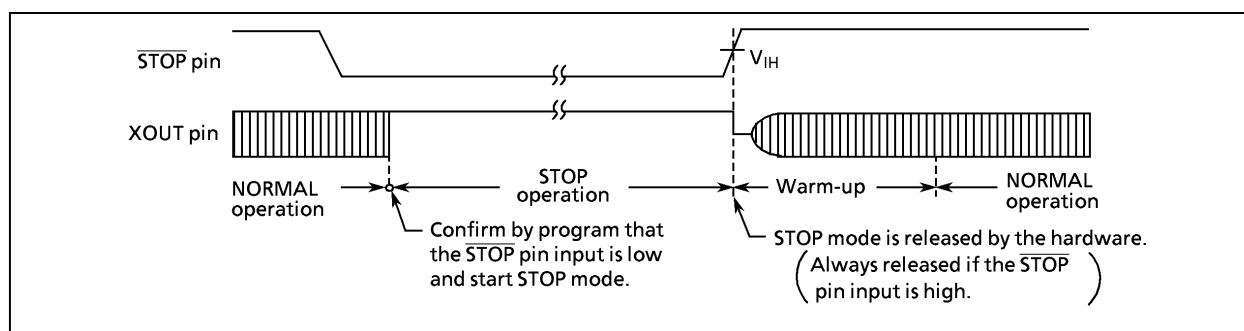 STOP pin
VIH
XOUT pin
NORMAL
operation
STOP
operation
Warm-up
NORMAL
operation
Confirm by program that
the STOP pin input is low
and start STOP mode.
STOP mode is released by the hardware.
(Always released if the STOP
pin input is high.)